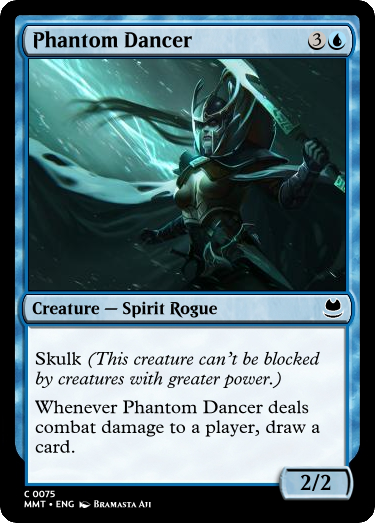 Phantom Dancer 3
Creature — Spirit Rogue
Skulk (This creature can't be blocked
by creatures with greater power.)
Whenever Phantom Dancer deals
combat damage to a player, draw a
card.
2/2
C 0075
MMT • ENG Bramasta Aji